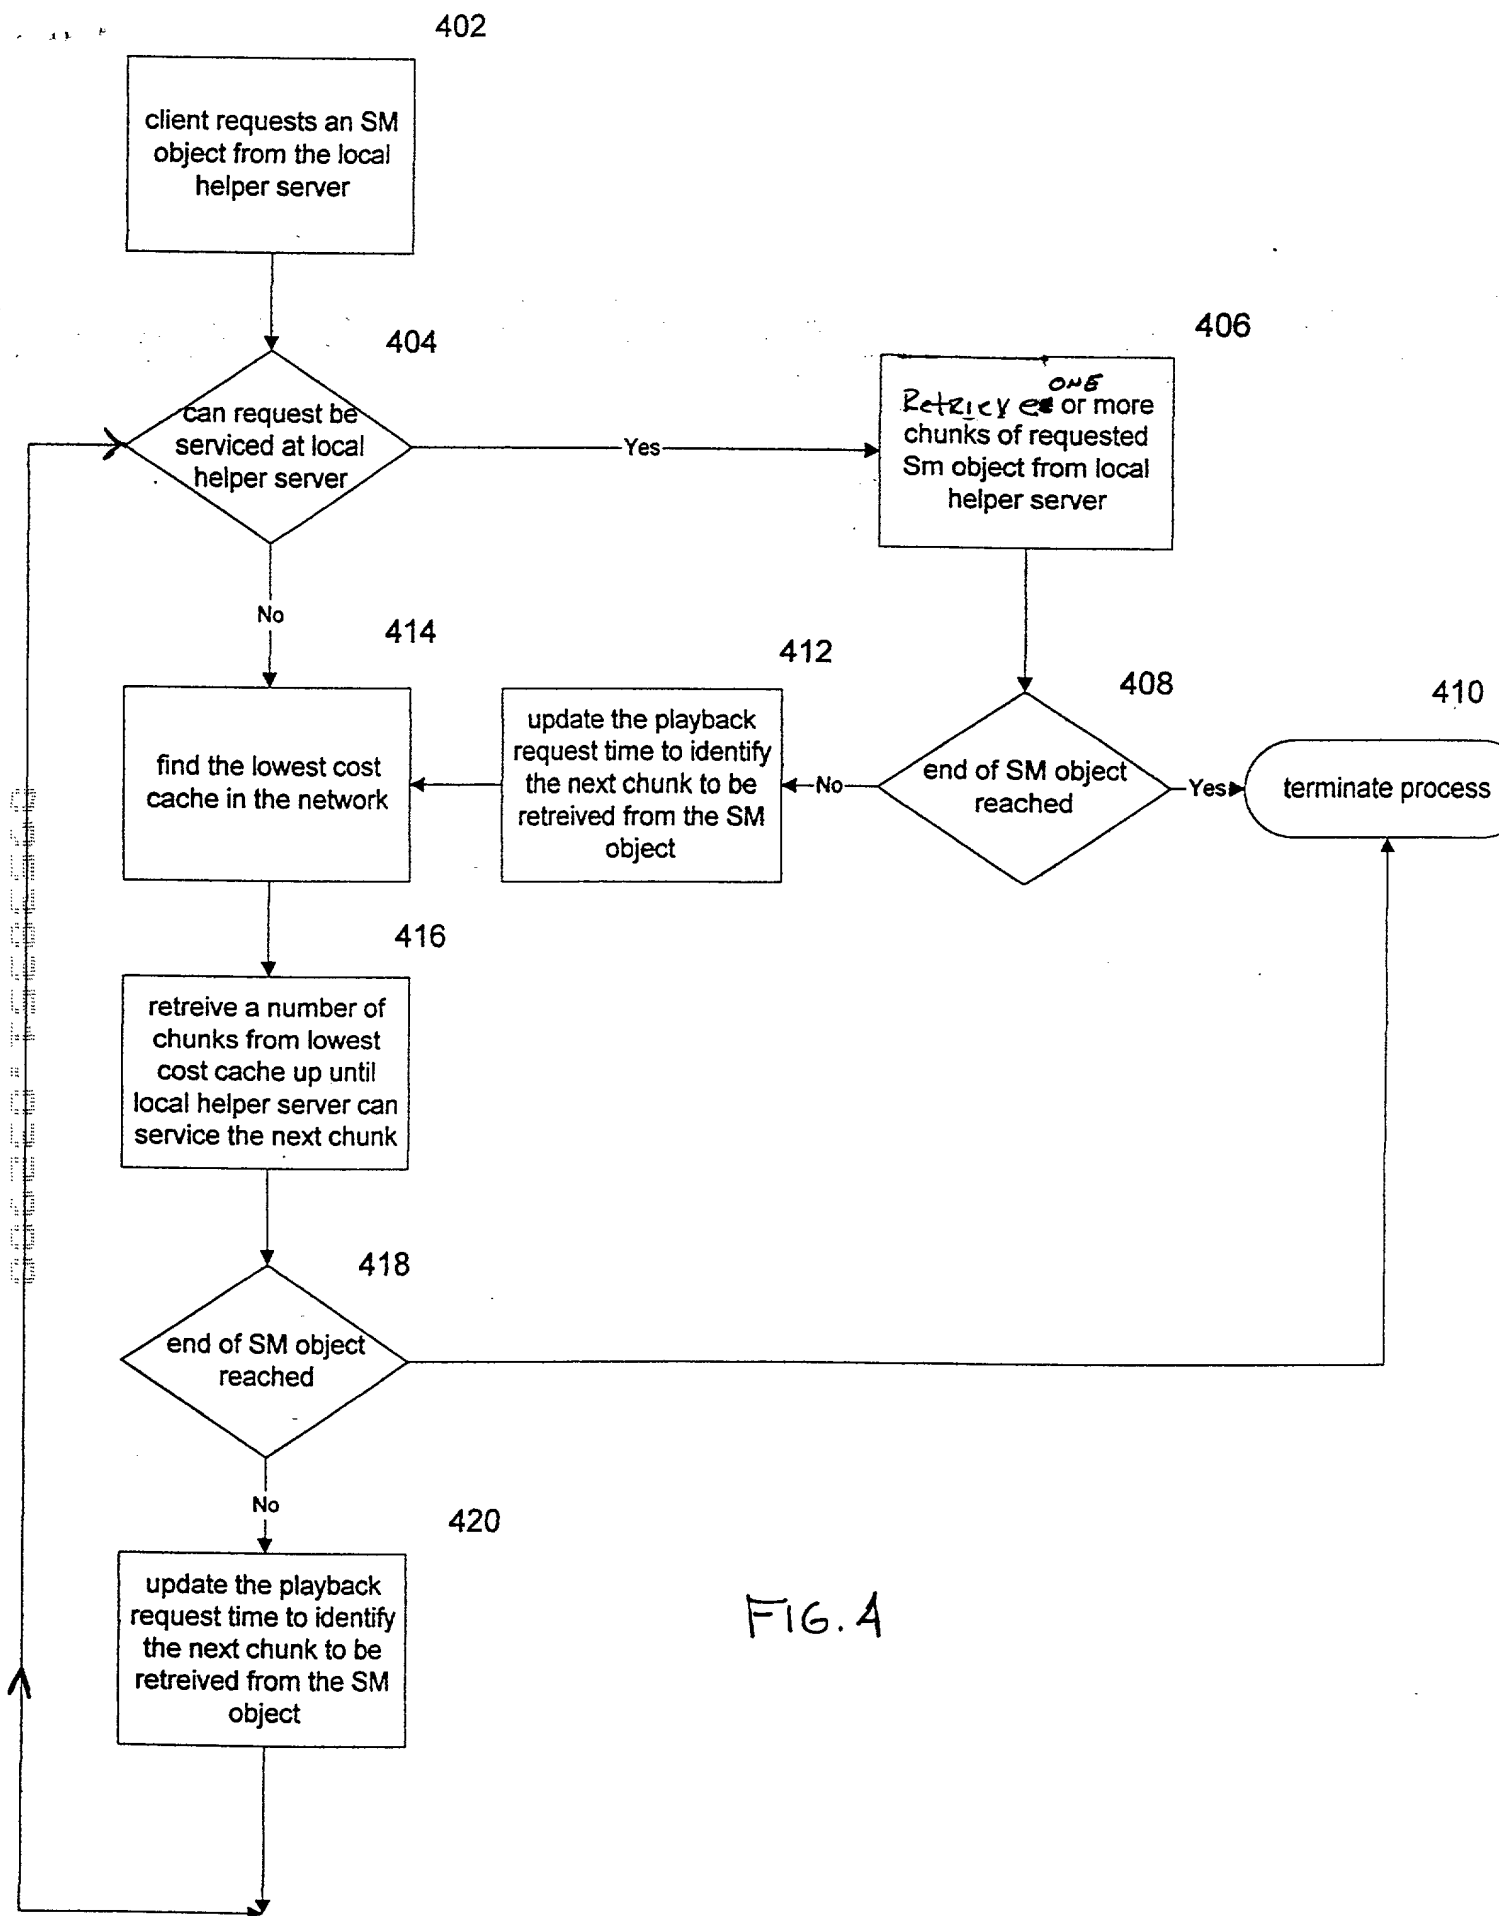 402
client requests an SM
object from the local
helper server
404
can request be
serviced at local
helper server
Yes
406
ONE
Retrieve or more
chunks of requested
Sm object from local
helper server
No
414
find the lowest cost
cache in the network
412
update the playback
request time to identify
the next chunk to be
retreived from the SM
object
No
408
end of SM object
reached
Yes
410
terminate process
416
retreive a number of
chunks from lowest
cost cache up until
local helper server can
service the next chunk
418
end of SM object
reached
No
420
update the playback
request time to identify
the next chunk to be
retreived from the SM
object
FIG. 4